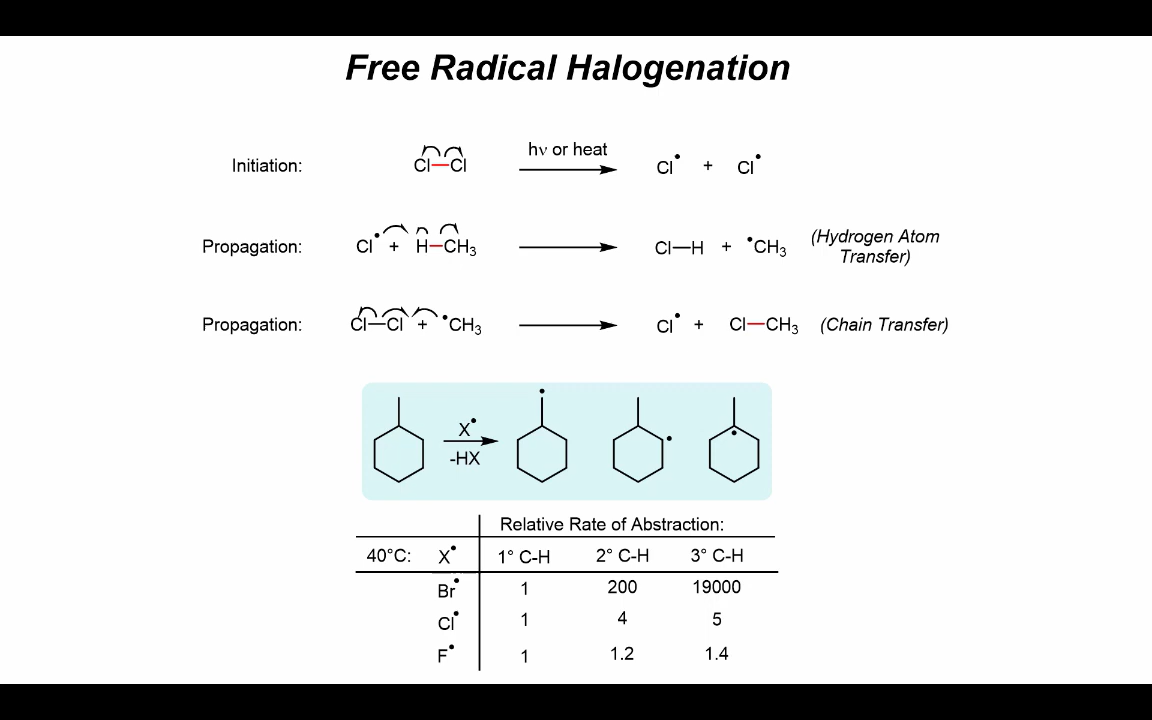 Free Radical Halogenation
Initiation: Cl—Cl hν or heat Cl• + Cl•
Propagation: Cl• + H—CH₃ Cl—H + •CH₃ (Hydrogen Atom Transfer)
Propagation: Cl—Cl + •CH₃ Cl• + Cl—CH₃ (Chain Transfer)
X•
-HX
Relative Rate of Abstraction:
40°C: X• 1° C-H 2° C-H 3° C-H
Br• 1 200 19000
Cl• 1 4 5
F• 1 1.2 1.4